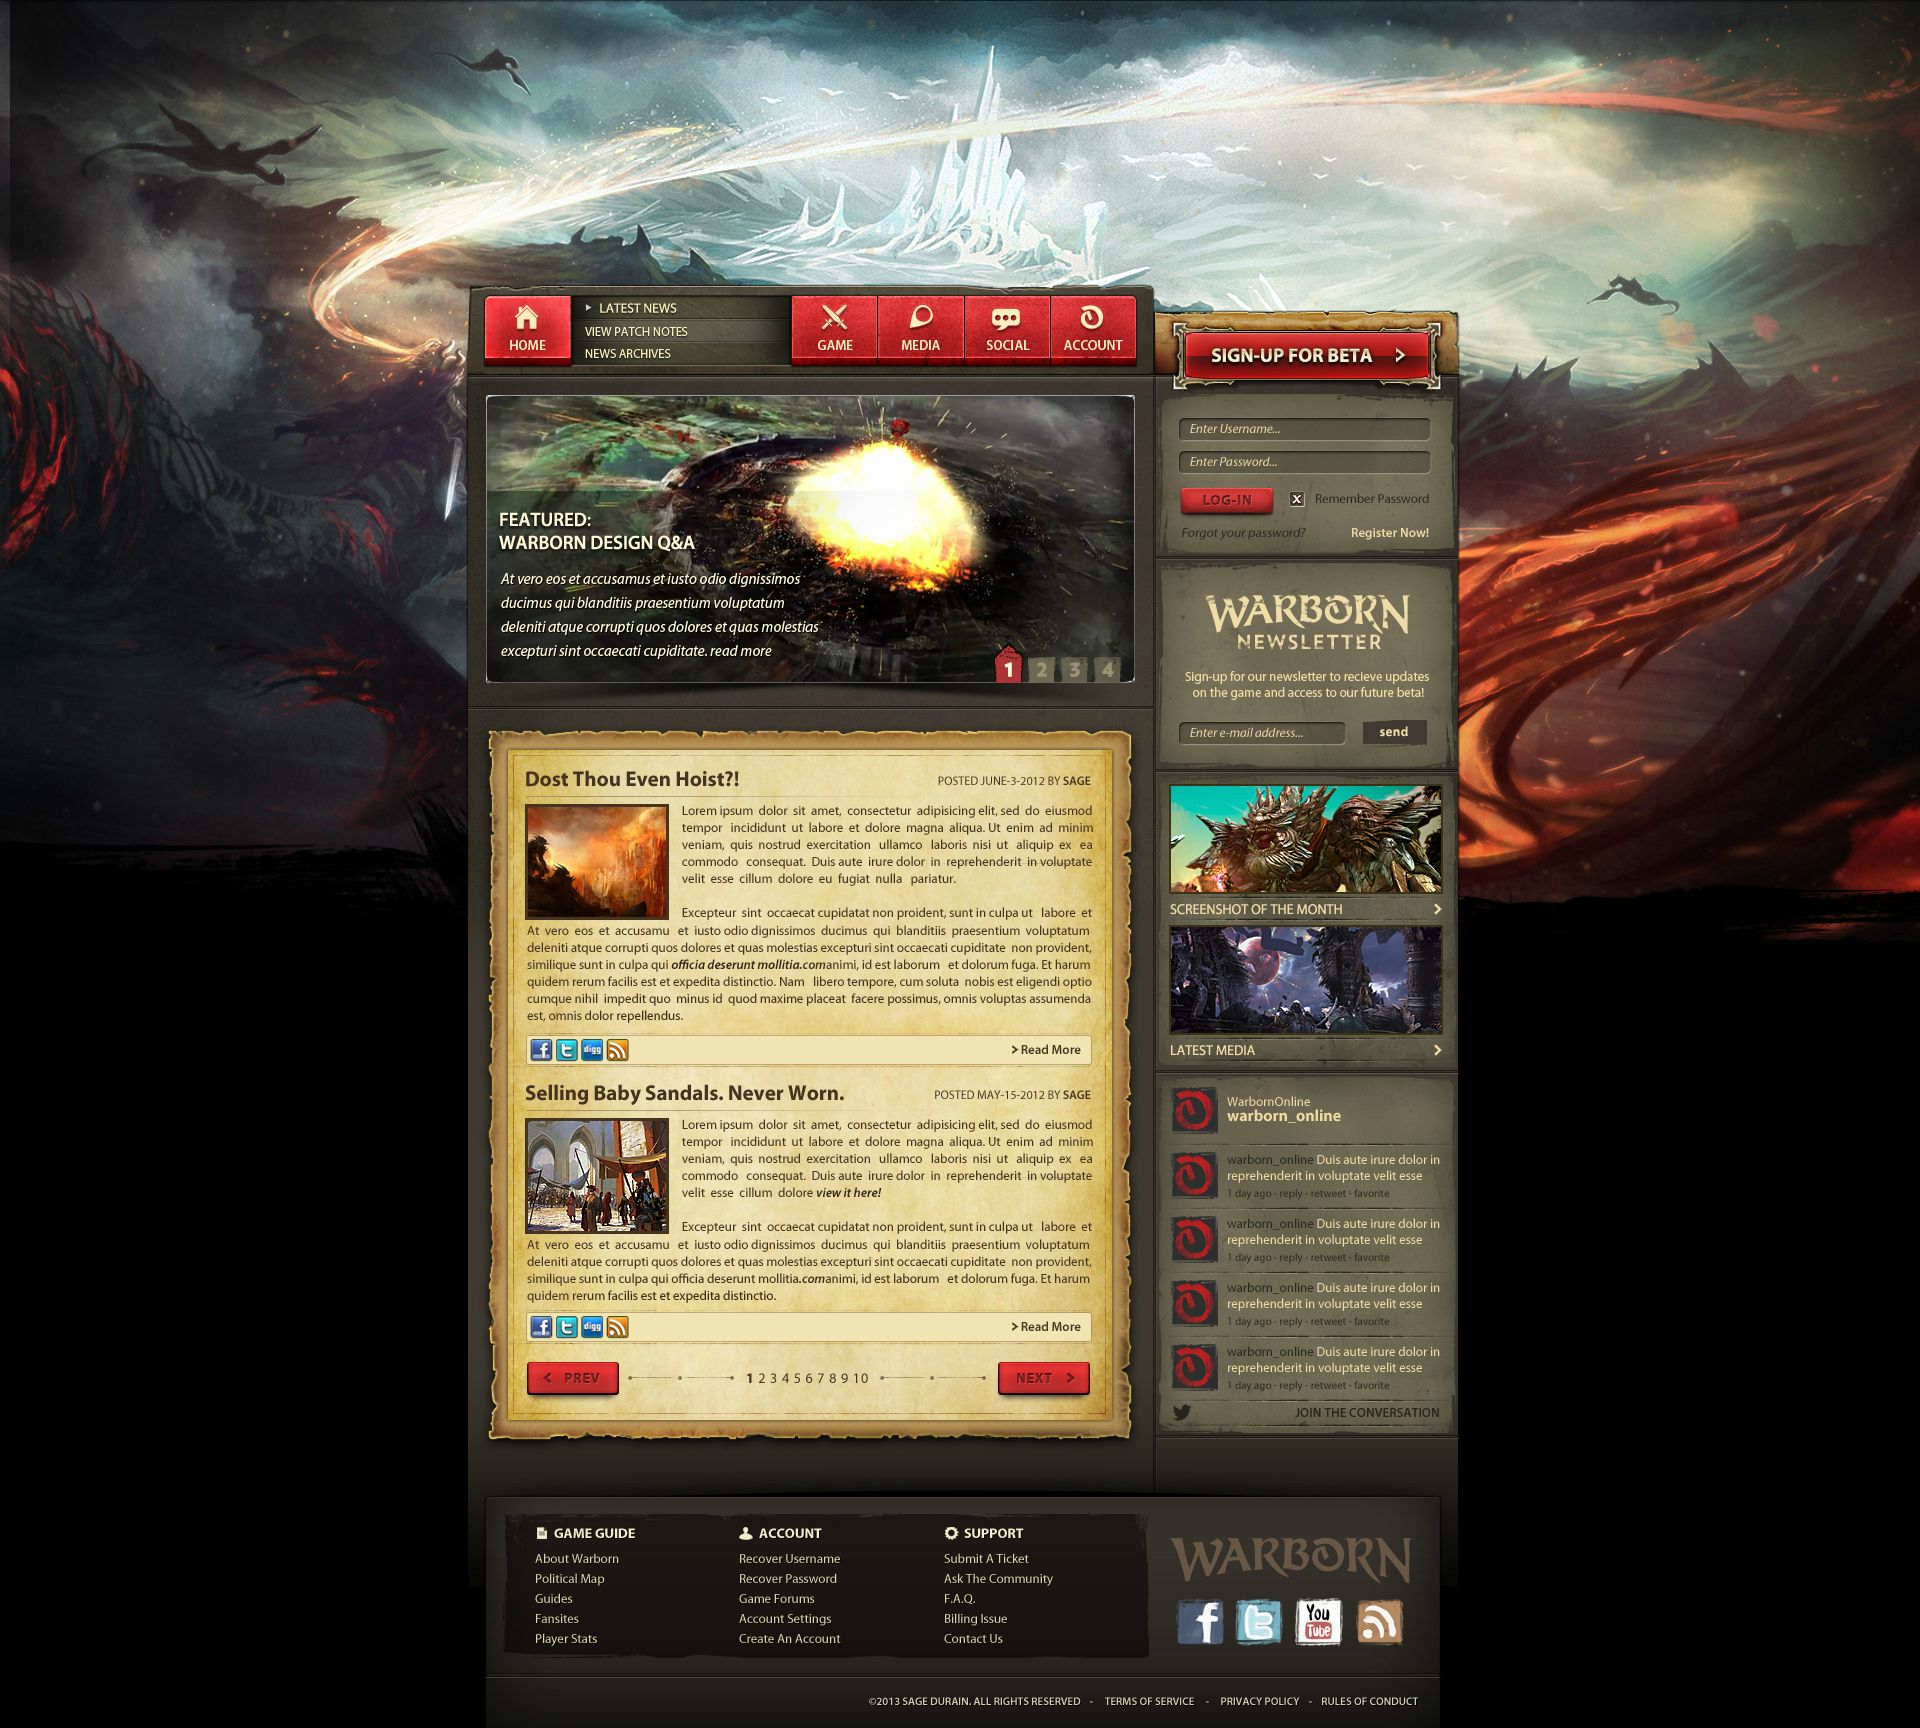 HOME
LATEST NEWS
VIEW PATCH NOTES
NEWS ARCHIVES
GAME
MEDIA
SOCIAL
ACCOUNT
SIGN-UP FOR BETA
FEATURED:
WARBORN DESIGN Q&A
At vero eos et accusamus et iusto odio dignissimos
ducimus qui blanditiis praesentium voluptatum
deleniti atque corrupti quos dolores et quas molestias
excepturi sint occaecati cupiditate. read more
1 2 3 4
Enter Username...
Enter Password...
LOG-IN
x Remember Password
Forgot your password? Register Now!
WARBORN
NEWSLETTER
Sign-up for our newsletter to recieve updates
on the game and access to our future beta!
Enter e-mail address... send
SCREENSHOT OF THE MONTH
LATEST MEDIA
WarbornOnline
warborn_online
warborn_online Duis aute irure dolor in
reprehenderit in voluptate velit esse
1 day ago - reply - retweet - favorite
warborn_online Duis aute irure dolor in
reprehenderit in voluptate velit esse
1 day ago - reply - retweet - favorite
warborn_online Duis aute irure dolor in
reprehenderit in voluptate velit esse
1 day ago - reply - retweet - favorite
warborn_online Duis aute irure dolor in
reprehenderit in voluptate velit esse
1 day ago - reply - retweet - favorite
JOIN THE CONVERSATION
Dost Thou Even Hoist?! POSTED JUNE-3-2012 BY SAGE
Lorem ipsum dolor sit amet, consectetur adipisicing elit, sed do eiusmod
tempor incididunt ut labore et dolore magna aliqua. Ut enim ad minim
veniam, quis nostrud exercitation ullamco laboris nisi ut aliquip ex ea
commodo consequat. Duis aute irure dolor in reprehenderit in voluptate
velit esse cillum dolore eu fugiat nulla pariatur.
Excepteur sint occaecat cupidatat non proident, sunt in culpa ut labore et
At vero eos et accusamu et iusto odio dignissimos ducimus qui blanditiis praesentium voluptatum
deleniti atque corrupti quos dolores et quas molestias excepturi sint occaecati cupiditate non provident,
similique sunt in culpa qui officia deserunt mollitia.comanimi, id est laborum et dolorum fuga. Et harum
quidem rerum facilis est et expedita distinctio. Nam libero tempore, cum soluta nobis est eligendi optio
cumque nihil impedit quo minus id quod maxime placeat facere possimus, omnis voluptas assumenda
est, omnis dolor repellendus.
f t digg
> Read More
Selling Baby Sandals. Never Worn. POSTED MAY-15-2012 BY SAGE
Lorem ipsum dolor sit amet, consectetur adipisicing elit, sed do eiusmod
tempor incididunt ut labore et dolore magna aliqua. Ut enim ad minim
veniam, quis nostrud exercitation ullamco laboris nisi ut aliquip ex ea
commodo consequat. Duis aute irure dolor in reprehenderit in voluptate
velit esse cillum dolore view it here!
Excepteur sint occaecat cupidatat non proident, sunt in culpa ut labore et
At vero eos et accusamu et iusto odio dignissimos ducimus qui blanditiis praesentium voluptatum
deleniti atque corrupti quos dolores et quas molestias excepturi sint occaecati cupiditate non provident,
similique sunt in culpa qui officia deserunt mollitia.comanimi, id est laborum et dolorum fuga. Et harum
quidem rerum facilis est et expedita distinctio.
f t digg
> Read More
PREV
1 2 3 4 5 6 7 8 9 10
NEXT
GAME GUIDE
About Warborn
Political Map
Guides
Fansites
Player Stats
ACCOUNT
Recover Username
Recover Password
Game Forums
Account Settings
Create An Account
SUPPORT
Submit A Ticket
Ask The Community
F.A.Q.
Billing Issue
Contact Us
WARBORN
f t You Tube
©2013 SAGE DURAIN. ALL RIGHTS RESERVED - TERMS OF SERVICE - PRIVACY POLICY - RULES OF CONDUCT